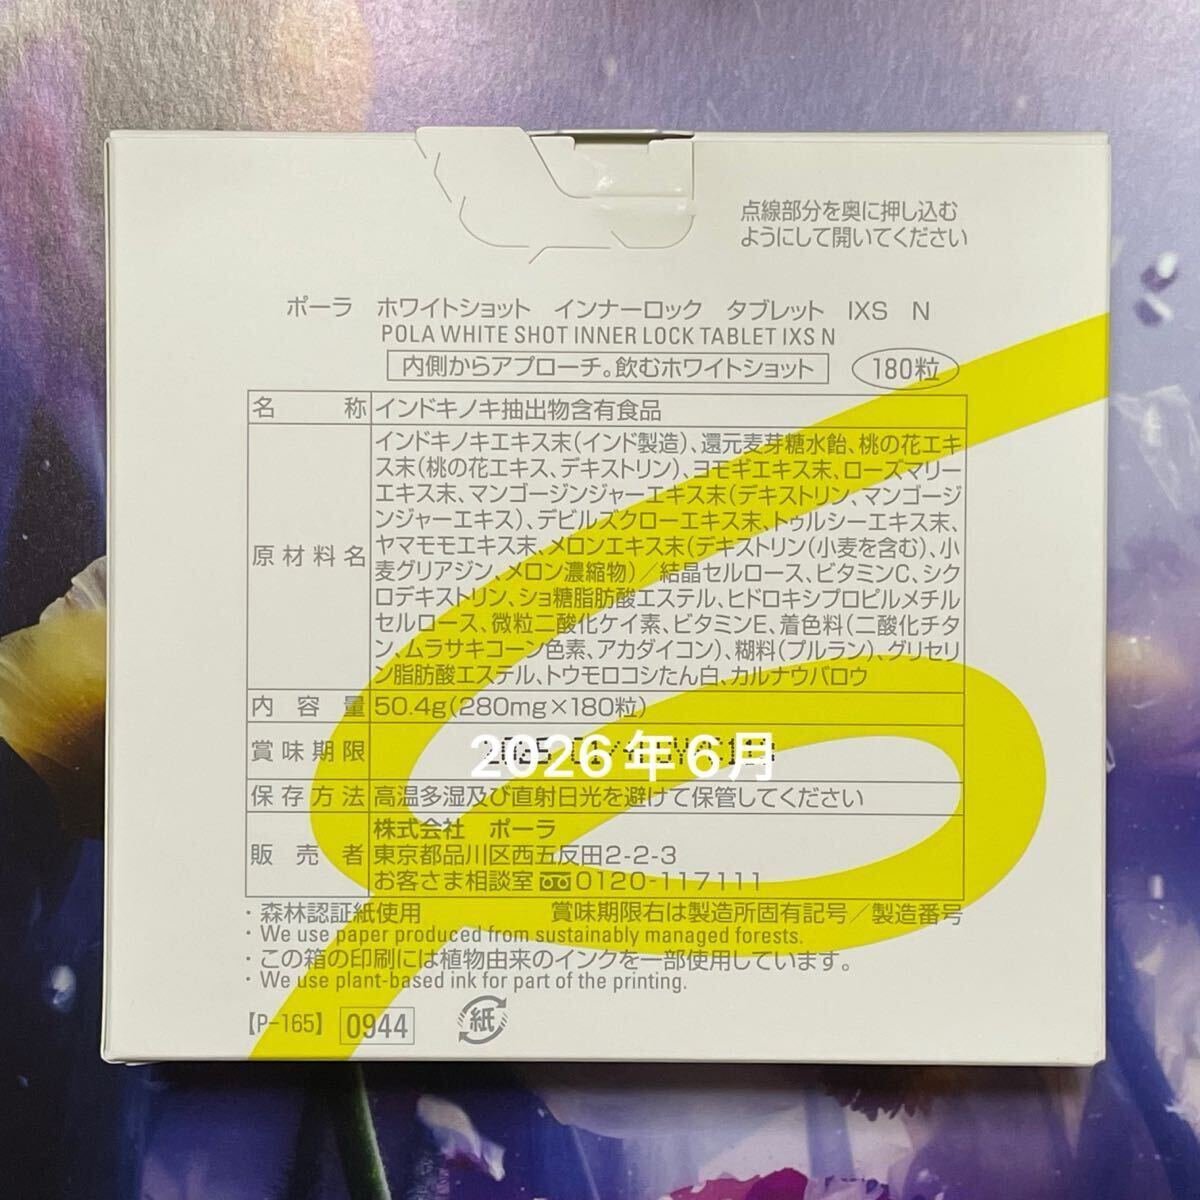 点線部分を奥に押し込む
ようにして開いてください
ポーラ ホワイトショット インナーロック タブレット IXS N
POLA WHITE SHOT INNER LOCK TABLET IXS N
内側からアプローチ。飲むホワイトショット 180粒
名称 インドキノキ抽出物含有食品
原材料名
インドキノキエキス末(インド製造)、還元麦芽糖水飴、桃の花エキ
ス末(桃の花エキス、デキストリン)、ヨモギエキス末、ローズマリー
エキス末、マンゴージンジャーエキス末(デキストリン、マンゴージ
ンジャーエキス)、デビルズクローエキス末、トゥルシーエキス末、
ヤマモモエキス末、メロンエキス末(デキストリン(小麦を含む)、小
麦グリアジン、メロン濃縮物)/結晶セルロース、ビタミンC、シク
ロデキストリン、ショ糖脂肪酸エステル、ヒドロキシプロピルメチル
セルロース、微粒二酸化ケイ素、ビタミンE、着色料(二酸化チタ
ン、ムラサキコーン色素、アカダイコン)、糊料(プルラン)、グリセリ
ン脂肪酸エステル、トウモロコシたん白、カルナウバロウ
内容量 50.4g(280mg×180粒)
賞味期限 2026年6月
保存方法 高温多湿及び直射日光を避けて保管してください
販売者
株式会社 ポーラ
東京都品川区西五反田2-2-3
お客さま相談室 0120-117111
・森林認証紙使用 賞味期限右は製造所固有記号/製造番号
・We use paper produced from sustainably managed forests.
・この箱の印刷には植物由来のインクを一部使用しています。
・We use plant-based ink for part of the printing.
【P-165】 0944 紙